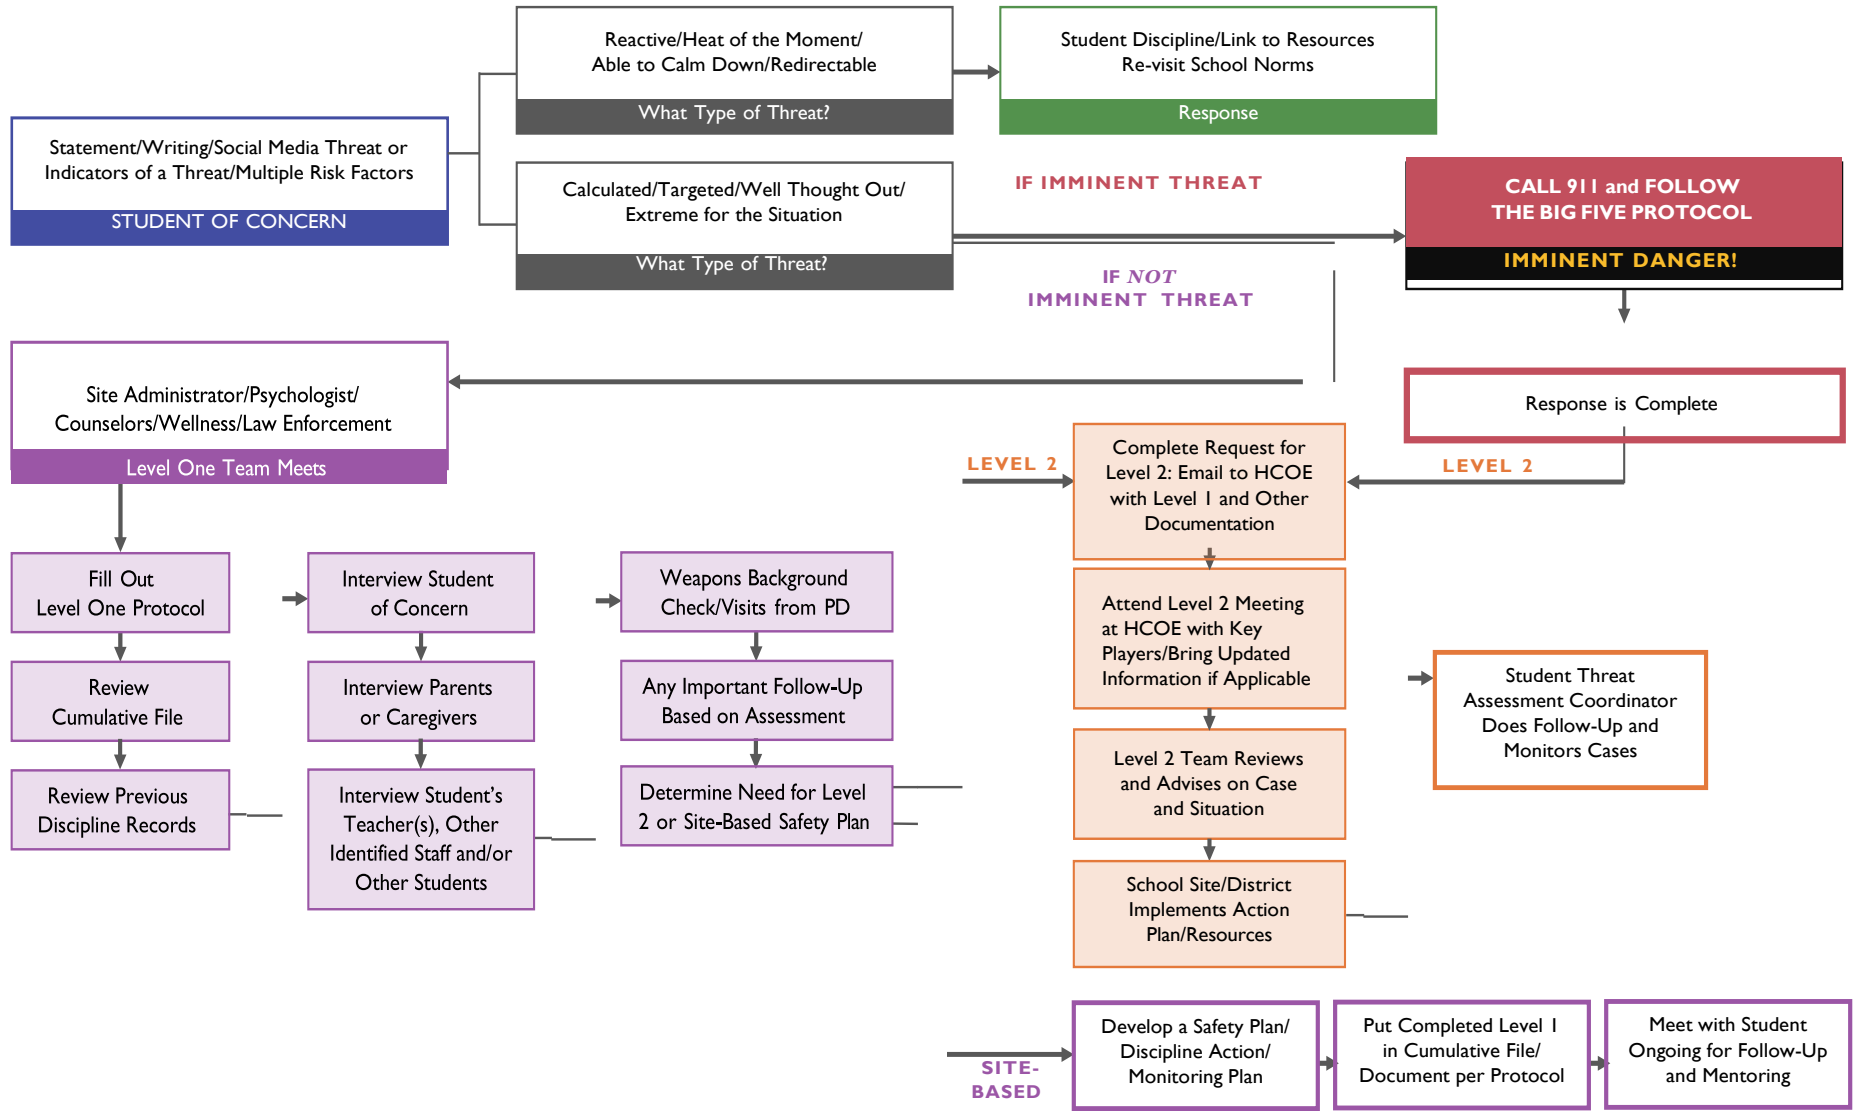 Reactive/Heat of the Moment/
Able to Calm Down/Redirectable
What Type of Threat?
Student Discipline/Link to Resources
Re-visit School Norms
Response
Statement/Writing/Social Media Threat or
Indicators of a Threat/Multiple Risk Factors
STUDENT OF CONCERN
Calculated/Targeted/Well Thought Out/
Extreme for the Situation
What Type of Threat?
IF IMMINENT THREAT
CALL 911 and FOLLOW
THE BIG FIVE PROTOCOL
IMMINENT DANGER!
IF NOT
IMMINENT THREAT
Site Administrator/Psychologist/
Counselors/Wellness/Law Enforcement
Level One Team Meets
Response is Complete
LEVEL 2
Complete Request for
Level 2: Email to HCOE
with Level 1 and Other
Documentation
LEVEL 2
Fill Out
Level One Protocol
Review
Cumulative File
Review Previous
Discipline Records
Interview Student
of Concern
Interview Parents
or Caregivers
Interview Student's
Teacher(s), Other
Identified Staff and/or
Other Students
Weapons Background
Check/Visits from PD
Any Important Follow-Up
Based on Assessment
Determine Need for Level
2 or Site-Based Safety Plan
Attend Level 2 Meeting
at HCOE with Key
Players/Bring Updated
Information if Applicable
Level 2 Team Reviews
and Advises on Case
and Situation
School Site/District
Implements Action
Plan/Resources
Student Threat
Assessment Coordinator
Does Follow-Up and
Monitors Cases
SITE-
BASED
Develop a Safety Plan/
Discipline Action/
Monitoring Plan
Put Completed Level 1
in Cumulative File/
Document per Protocol
Meet with Student
Ongoing for Follow-Up
and Mentoring